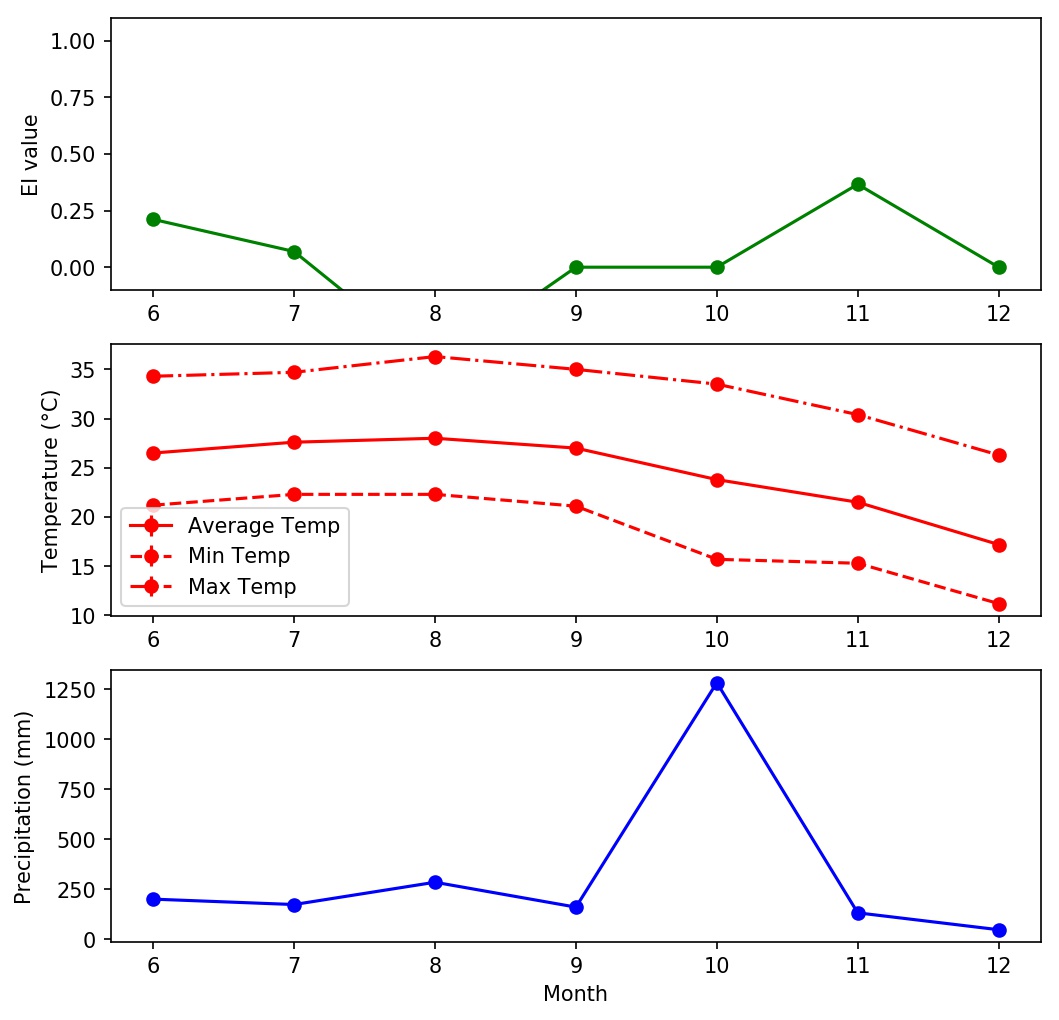 1.00
0.75
0.50
0.25
0.00
EI value
6 7 8 9 10 11 12
35
30
25
20
15
10
Temperature (°C)
Average Temp
Min Temp
Max Temp
6 7 8 9 10 11 12
1250
1000
750
500
250
0
Precipitation (mm)
6 7 8 9 10 11 12
Month